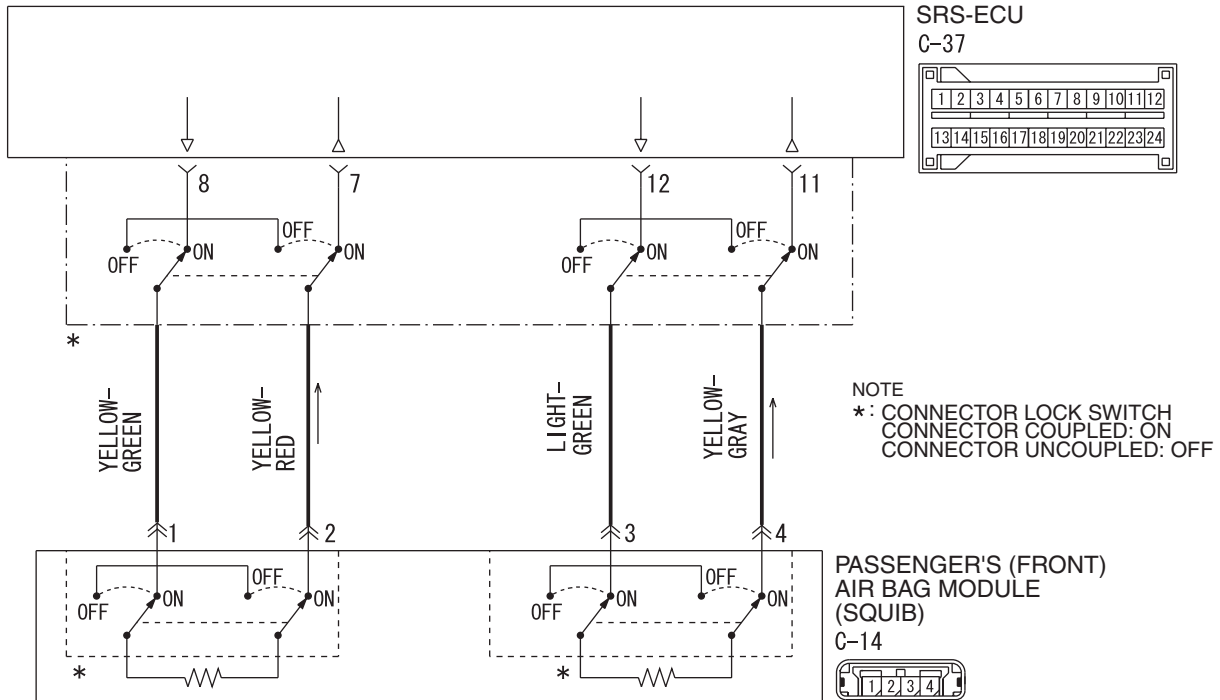 SRS-ECU
C-37
1 2 3 4 5 6 7 8 9 10 11 12
13 14 15 16 17 18 19 20 21 22 23 24
8 7 12 11
OFF ON OFF ON OFF ON OFF ON
*
YELLOW-
GREEN
YELLOW-
RED
LIGHT-
GREEN
YELLOW-
GRAY
NOTE
*: CONNECTOR LOCK SWITCH
CONNECTOR COUPLED: ON
CONNECTOR UNCOUPLED: OFF
1 2 3 4
OFF ON OFF ON OFF ON OFF ON
* *
PASSENGER'S (FRONT)
AIR BAG MODULE
(SQUIB)
C-14
1 2 3 4